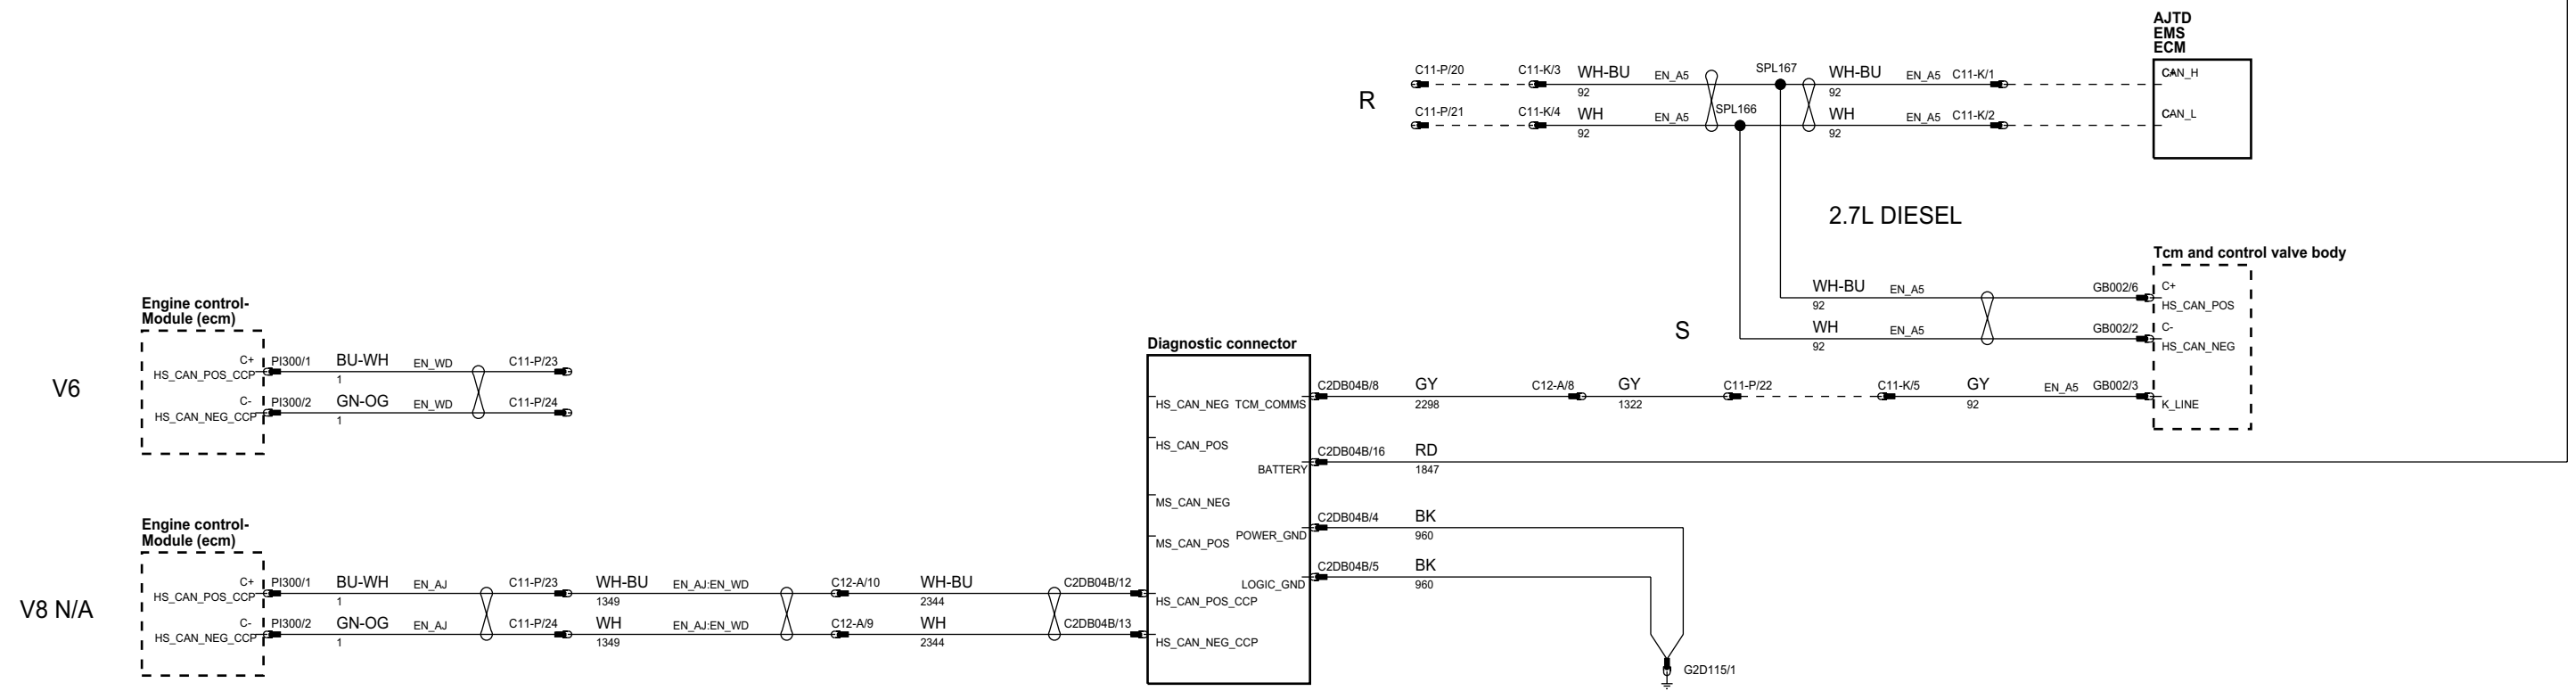 AJTD
EMS
ECM
R
C11-P/20
C11-K/3
WH-BU
92
EN_A5
SPL167
WH-BU
92
EN_A5
C11-K/1
CAN_H
C11-P/21
C11-K/4
WH
92
EN_A5
SPL166
WH
92
EN_A5
C11-K/2
CAN_L
2.7L DIESEL
Tcm and control valve body
S
WH-BU
92
EN_A5
GB002/6
C+
HS_CAN_POS
WH
92
EN_A5
GB002/2
C-
HS_CAN_NEG
V6
Engine control-
Module (ecm)
C+
HS_CAN_POS_CCP
PI300/1
BU-WH
1
EN_WD
C11-P/23
C-
HS_CAN_NEG_CCP
PI300/2
GN-OG
1
EN_WD
C11-P/24
Diagnostic connector
HS_CAN_NEG
TCM_COMMS
C2DB04B/8
GY
2298
C12-A/8
GY
1322
C11-P/22
C11-K/5
GY
92
EN_A5
GB002/3
K_LINE
HS_CAN_POS
BATTERY
C2DB04B/16
RD
1847
MS_CAN_NEG
MS_CAN_POS
POWER_GND
C2DB04B/4
BK
960
LOGIC_GND
C2DB04B/5
BK
960
G2D115/1
V8 N/A
Engine control-
Module (ecm)
C+
HS_CAN_POS_CCP
PI300/1
BU-WH
1
EN_AJ
C11-P/23
WH-BU
1349
EN_AJ:EN_WD
C12-A/10
WH-BU
2344
C2DB04B/12
HS_CAN_POS_CCP
C-
HS_CAN_NEG_CCP
PI300/2
GN-OG
1
EN_AJ
C11-P/24
WH
1349
EN_AJ:EN_WD
C12-A/9
WH
2344
C2DB04B/13
HS_CAN_NEG_CCP